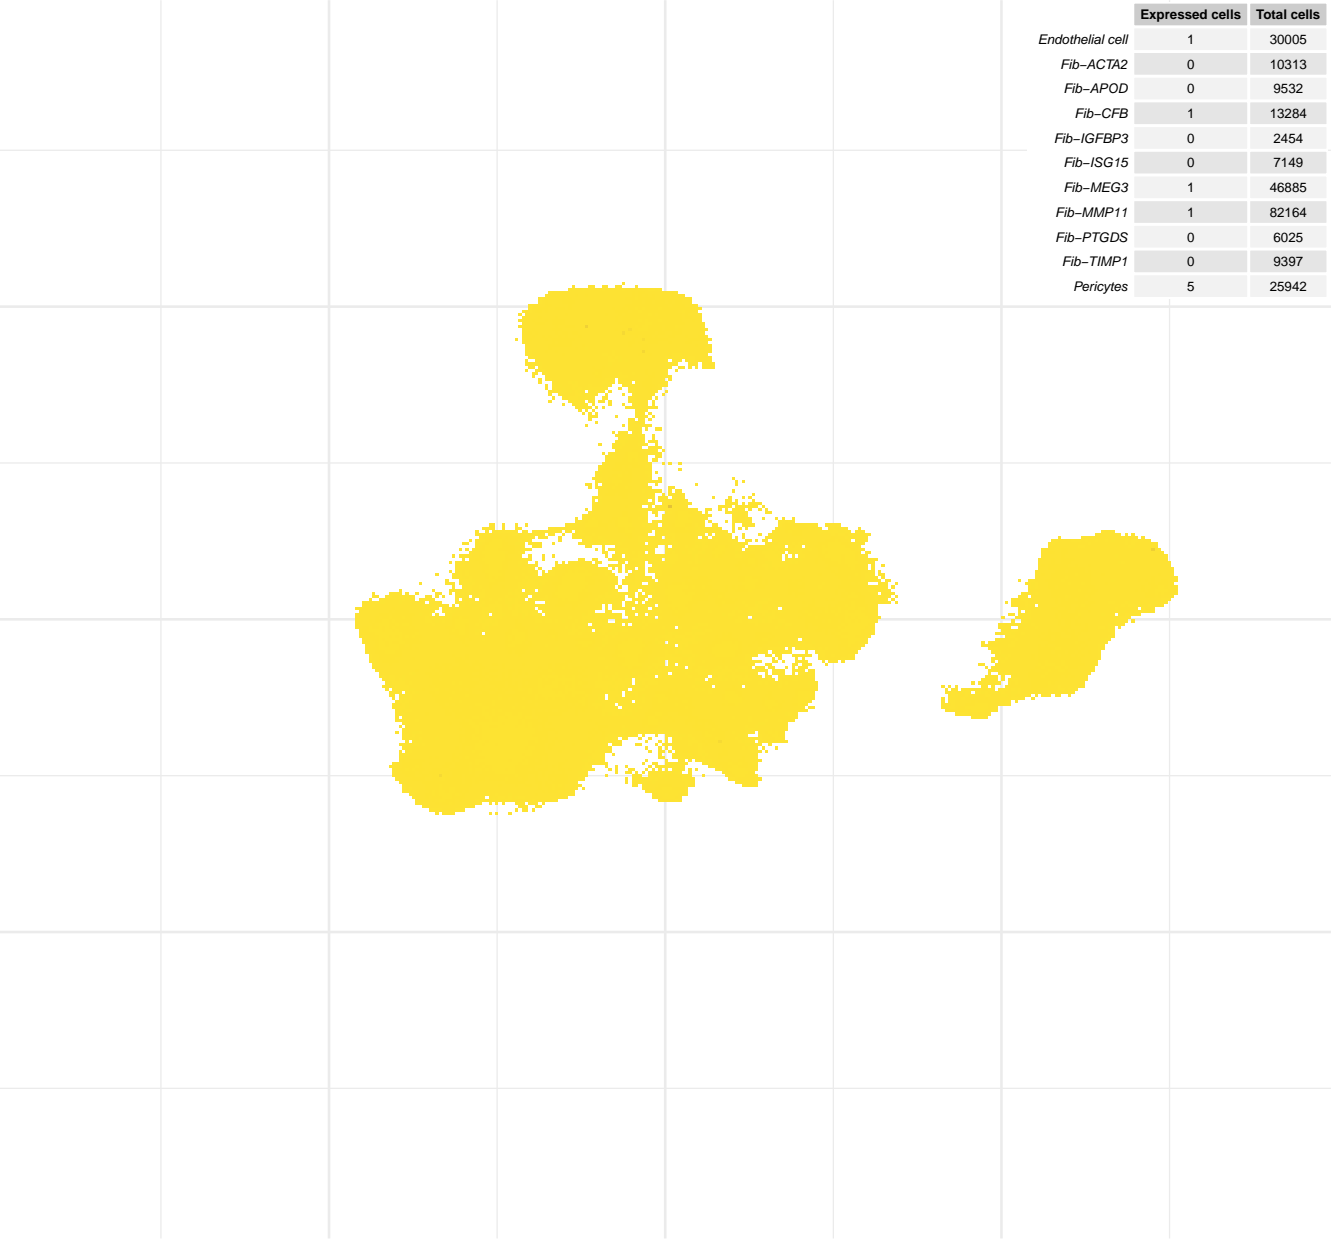 Expressed cells Total cells
Endothelial cell 1 30005
Fib−ACTA2 0 10313
Fib−APOD 0 9532
Fib−CFB 1 13284
Fib−IGFBP3 0 2454
Fib−ISG15 0 7149
Fib−MEG3 1 46885
Fib−MMP11 1 82164
Fib−PTGDS 0 6025
Fib−TIMP1 0 9397
Pericytes 5 25942